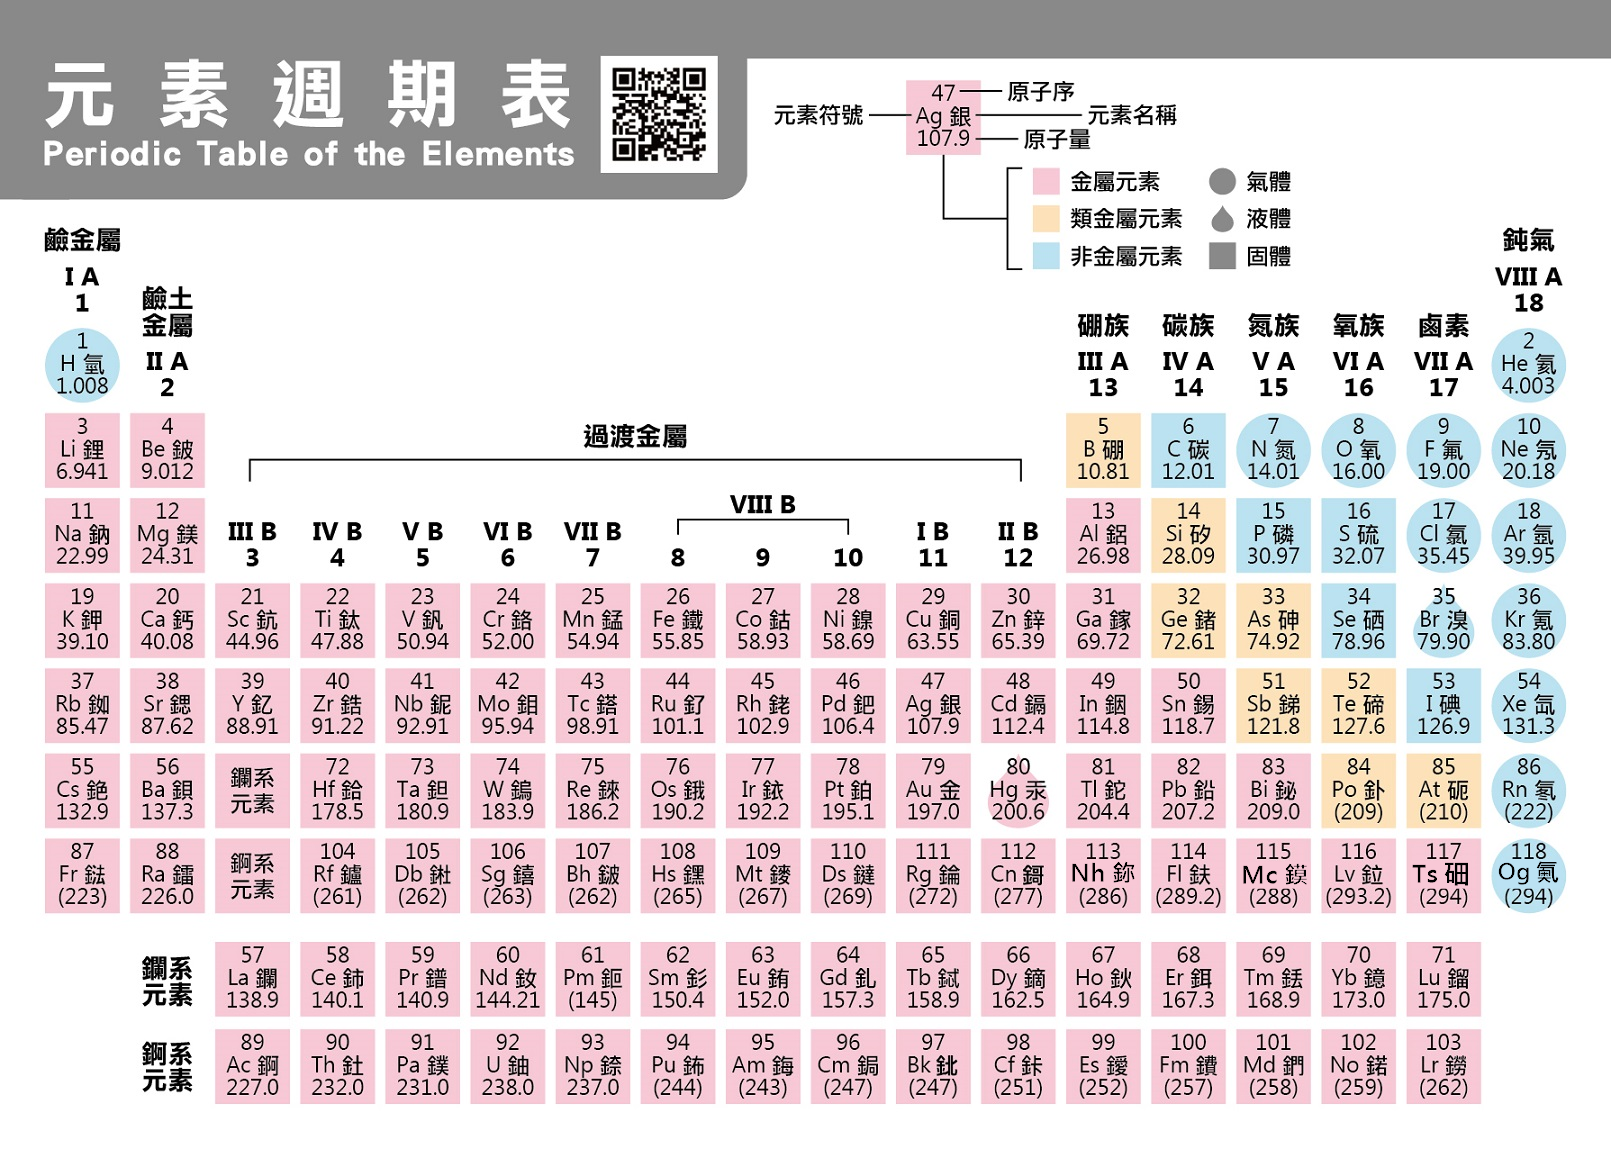 元素週期表
Periodic Table of the Elements
47 原子序
元素符號 Ag 銀 元素名稱
107.9 原子量
金屬元素 氣體
類金屬元素 液體
非金屬元素 固體
鹼金屬 鈍氣
I A VIII A
1 18
鹼土
金屬
II A
2
硼族 碳族 氮族 氧族 鹵素
III A IV A V A VI A VII A
13 14 15 16 17
1 2
H 氫 He 氦
1.008 4.003
3 4 5 6 7 8 9 10
Li 鋰 Be 鈹 B 硼 C 碳 N 氮 O 氧 F 氟 Ne 氖
6.941 9.012 10.81 12.01 14.01 16.00 19.00 20.18
過渡金屬
VIII B
III B IV B V B VI B VII B I B II B
3 4 5 6 7 8 9 10 11 12
11 12 13 14 15 16 17 18
Na 鈉 Mg 鎂 Al 鋁 Si 矽 P 磷 S 硫 Cl 氯 Ar 氬
22.99 24.31 26.98 28.09 30.97 32.07 35.45 39.95
19 20 21 22 23 24 25 26 27 28 29 30 31 32 33 34 35 36
K 鉀 Ca 鈣 Sc 鈧 Ti 鈦 V 釩 Cr 鉻 Mn 錳 Fe 鐵 Co 鈷 Ni 鎳 Cu 銅 Zn 鋅 Ga 鎵 Ge 鍺 As 砷 Se 硒 Br 溴 Kr 氪
39.10 40.08 44.96 47.88 50.94 52.00 54.94 55.85 58.93 58.69 63.55 65.39 69.72 72.61 74.92 78.96 79.90 83.80
37 38 39 40 41 42 43 44 45 46 47 48 49 50 51 52 53 54
Rb 銣 Sr 鍶 Y 釔 Zr 鋯 Nb 鈮 Mo 鉬 Tc 鎝 Ru 釕 Rh 銠 Pd 鈀 Ag 銀 Cd 鎘 In 銦 Sn 錫 Sb 銻 Te 碲 I 碘 Xe 氙
85.47 87.62 88.91 91.22 92.91 95.94 98.91 101.1 102.9 106.4 107.9 112.4 114.8 118.7 121.8 127.6 126.9 131.3
55 56 鑭系 72 73 74 75 76 77 78 79 80 81 82 83 84 85 86
Cs 銫 Ba 鋇 元素 Hf 鉿 Ta 鉭 W 鎢 Re 錸 Os 鋨 Ir 銥 Pt 鉑 Au 金 Hg 汞 Tl 鉈 Pb 鉛 Bi 鉍 Po 釙 At 砈 Rn 氡
132.9 137.3 178.5 180.9 183.9 186.2 190.2 192.2 195.1 197.0 200.6 204.4 207.2 209.0 (209) (210) (222)
87 88 錒系 104 105 106 107 108 109 110 111 112 113 114 115 116 117 118
Fr 鍅 Ra 鐳 元素 Rf 鑪 Db 𨧀 Sg 𨭎 Bh 𨨏 Hs 𨭆 Mt 䥑 Ds 鐽 Rg 錀 Cn 鎶 Nh 鉨 Fl 鈇 Mc 鏌 Lv 鉝 Ts 鿬 Og 鿫
(223) 226.0 (261) (262) (263) (262) (265) (267) (269) (272) (277) (286) (289.2) (288) (293.2) (294) (294)
57 58 59 60 61 62 63 64 65 66 67 68 69 70 71
鑭系 La 鑭 Ce 鈰 Pr 鐠 Nd 釹 Pm 鉕 Sm 釤 Eu 銪 Gd 釓 Tb 鋱 Dy 鏑 Ho 鈥 Er 鉺 Tm 銩 Yb 鐿 Lu 鎦
元素 138.9 140.1 140.9 144.21 (145) 150.4 152.0 157.3 158.9 162.5 164.9 167.3 168.9 173.0 175.0
89 90 91 92 93 94 95 96 97 98 99 100 101 102 103
錒系 Ac 錒 Th 釷 Pa 鏷 U 鈾 Np 錼 Pu 鈽 Am 鋂 Cm 鋦 Bk 鉳 Cf 鉲 Es 鑀 Fm 鐨 Md 鍆 No 鍩 Lr 鐒
元素 227.0 232.0 231.0 238.0 237.0 (244) (243) (247) (247) (251) (252) (257) (258) (259) (262)